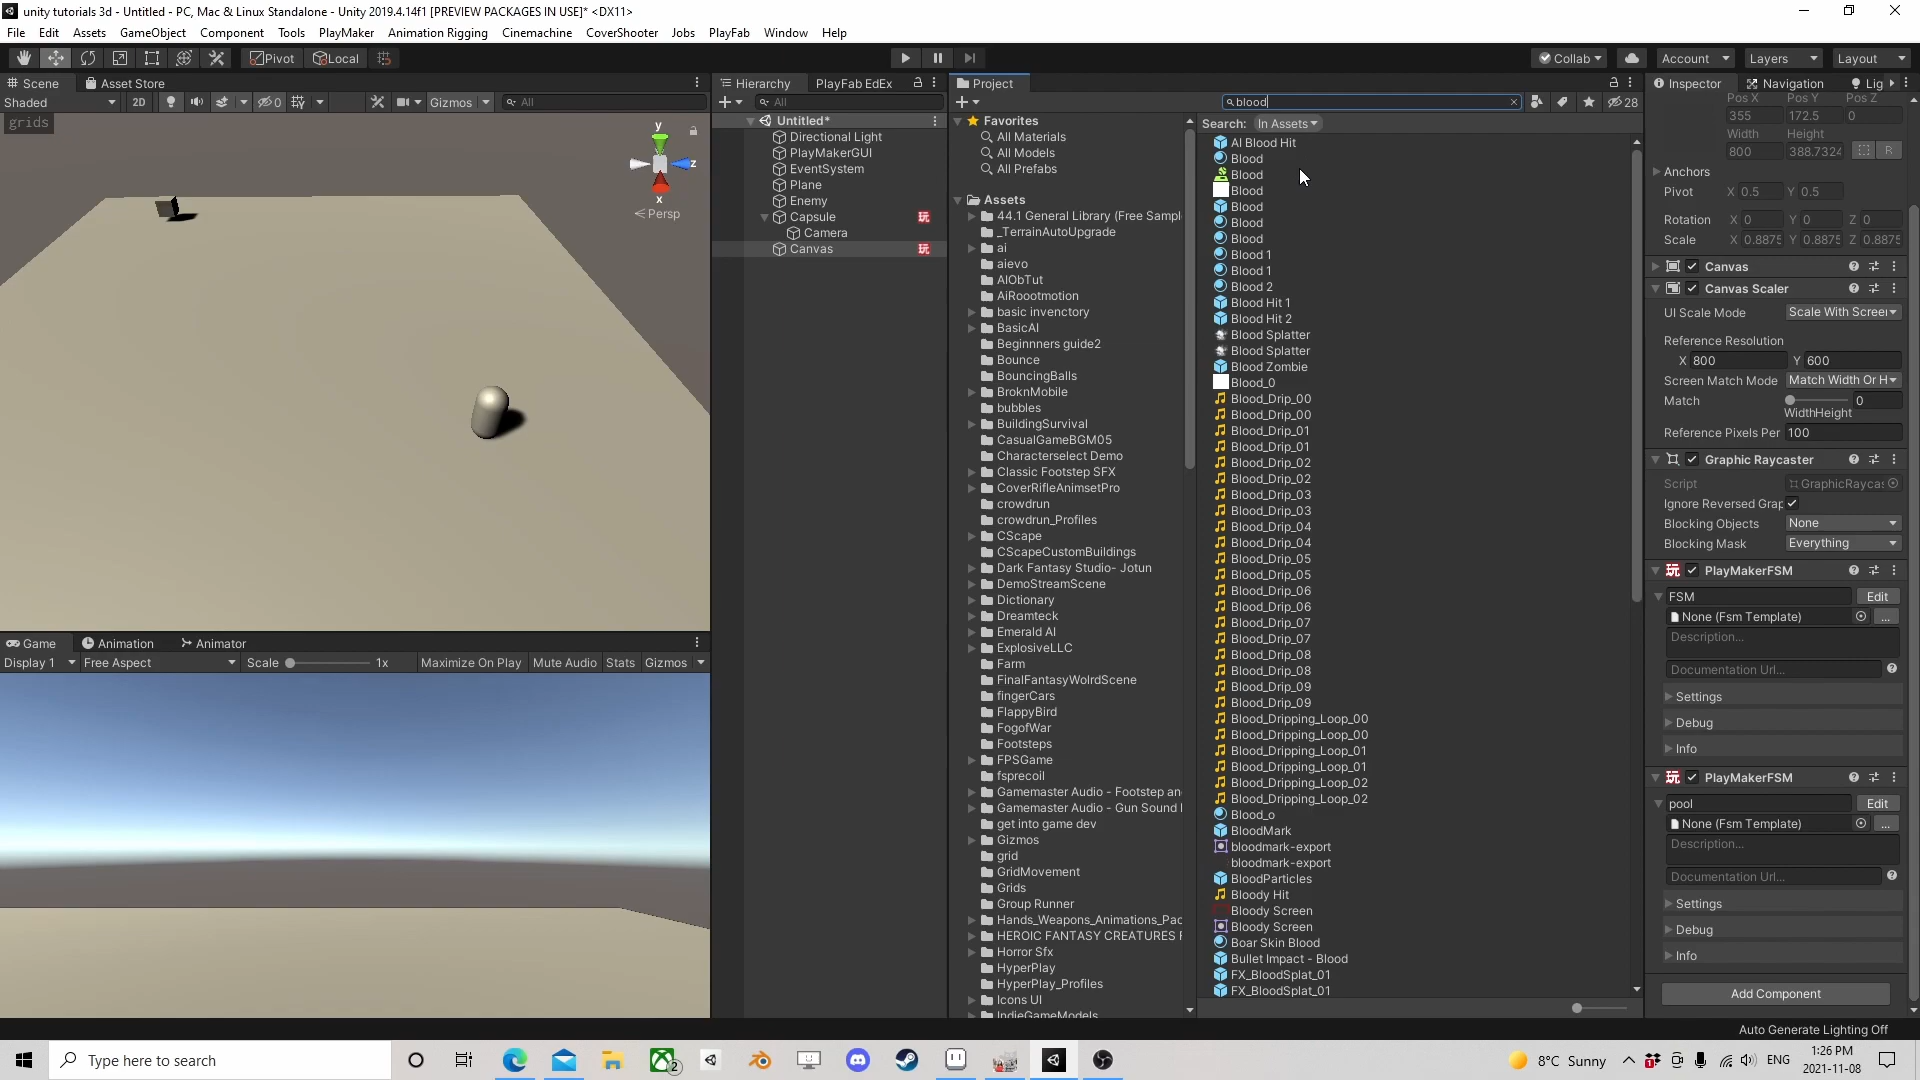 unity tutorials 3d - Untitled - PC, Mac & Linux Standalone - Unity 2019.4.14f1 [PREVIEW PACKAGES IN USE]* <DX11>
File Edit Assets GameObject Component Tools PlayMaker Animation Rigging Cinemachine CoverShooter Jobs PlayFab Window Help
Pivot Local Collab Account Layers Layout
Scene Asset Store
Shaded 2D 0 Gizmos All
grids
y
z
x
Persp
Game Animation Animator
Display 1 Free Aspect Scale 1x Maximize On Play Mute Audio Stats Gizmos
Hierarchy PlayFab EdEx
All
Untitled*
Directional Light
PlayMakerGUI
EventSystem
Plane
Enemy
Capsule
Camera
Canvas
Project
blood
28
Favorites
All Materials
All Models
All Prefabs
Assets
44.1 General Library (Free Sampl
_TerrainAutoUpgrade
ai
aievo
AIObTut
AiRoootmotion
basic invenctory
BasicAI
Beginnners guide2
Bounce
BouncingBalls
BroknMobile
bubbles
BuildingSurvival
CasualGameBGM05
Characterselect Demo
Classic Footstep SFX
CoverRifleAnimsetPro
crowdrun
crowdrun_Profiles
CScape
CScapeCustomBuildings
Dark Fantasy Studio- Jotun
DemoStreamScene
Dictionary
Dreamteck
Emerald AI
ExplosiveLLC
Farm
FinalFantasyWolrdScene
fingerCars
FlappyBird
FogofWar
Footsteps
FPSGame
fsprecoil
Gamemaster Audio - Footstep an
Gamemaster Audio - Gun Sound
get into game dev
Gizmos
grid
GridMovement
Grids
Group Runner
Hands_Weapons_Animations_Pac
HEROIC FANTASY CREATURES F
Horror Sfx
HyperPlay
HyperPlay_Profiles
Icons UI
IndieGameModels
Search: In Assets
AI Blood Hit
Blood
Blood
Blood
Blood
Blood
Blood
Blood 1
Blood 1
Blood 2
Blood Hit 1
Blood Hit 2
Blood Splatter
Blood Splatter
Blood Zombie
Blood_0
Blood_Drip_00
Blood_Drip_00
Blood_Drip_01
Blood_Drip_01
Blood_Drip_02
Blood_Drip_02
Blood_Drip_03
Blood_Drip_03
Blood_Drip_04
Blood_Drip_04
Blood_Drip_05
Blood_Drip_05
Blood_Drip_06
Blood_Drip_06
Blood_Drip_07
Blood_Drip_07
Blood_Drip_08
Blood_Drip_08
Blood_Drip_09
Blood_Drip_09
Blood_Dripping_Loop_00
Blood_Dripping_Loop_00
Blood_Dripping_Loop_01
Blood_Dripping_Loop_01
Blood_Dripping_Loop_02
Blood_Dripping_Loop_02
Blood_o
BloodMark
bloodmark-export
bloodmark-export
BloodParticles
Bloody Hit
Bloody Screen
Bloody Screen
Boar Skin Blood
Bullet Impact - Blood
FX_BloodSplat_01
FX_BloodSplat_01
Inspector Navigation Lig
Pos X Pos Y Pos Z
355 172.5 0
Width Height
800 388.7324 R
Anchors
Pivot X 0.5 Y 0.5
Rotation X 0 Y 0 Z 0
Scale X 0.8875 Y 0.8875 Z 0.8875
Canvas
Canvas Scaler
UI Scale Mode Scale With Screen
Reference Resolution
X 800 Y 600
Screen Match Mode Match Width Or H
Match 0
Width Height
Reference Pixels Per 100
Graphic Raycaster
Script GraphicRaycas
Ignore Reversed Grap
Blocking Objects None
Blocking Mask Everything
玩 PlayMakerFSM
FSM Edit
None (Fsm Template) ...
Description...
Documentation Url...
Settings
Debug
Info
玩 PlayMakerFSM
pool Edit
None (Fsm Template) ...
Description...
Documentation Url...
Settings
Debug
Info
Add Component
Auto Generate Lighting Off
Type here to search
2
8°C Sunny
ENG
1:26 PM
2021-11-08